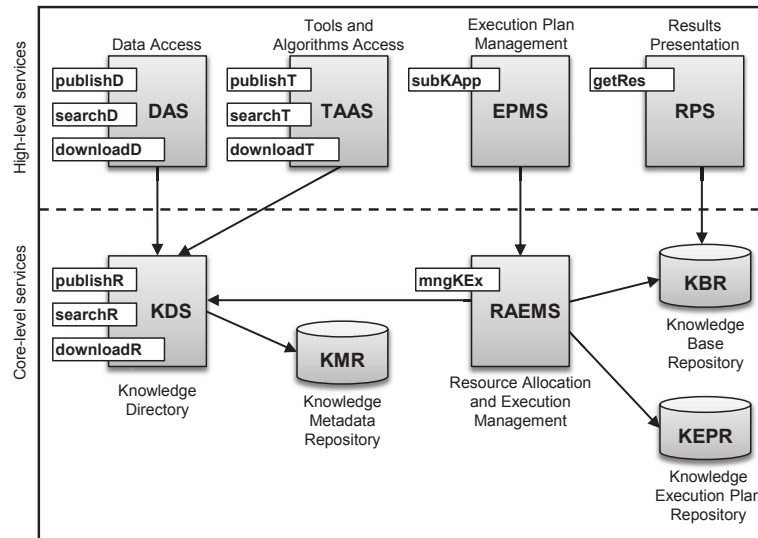 High-level services
Data Access
publishD
searchD
downloadD
DAS
Tools and
Algorithms Access
publishT
searchT
downloadT
TAAS
Execution Plan
Management
subKApp
EPMS
Results
Presentation
getRes
RPS
Core-level services
publishR
searchR
downloadR
KDS
Knowledge
Directory
KMR
Knowledge
Metadata
Repository
mngKEx
RAEMS
Resource Allocation
and Execution
Management
KBR
Knowledge
Base
Repository
KEPR
Knowledge
Execution Plan
Repository